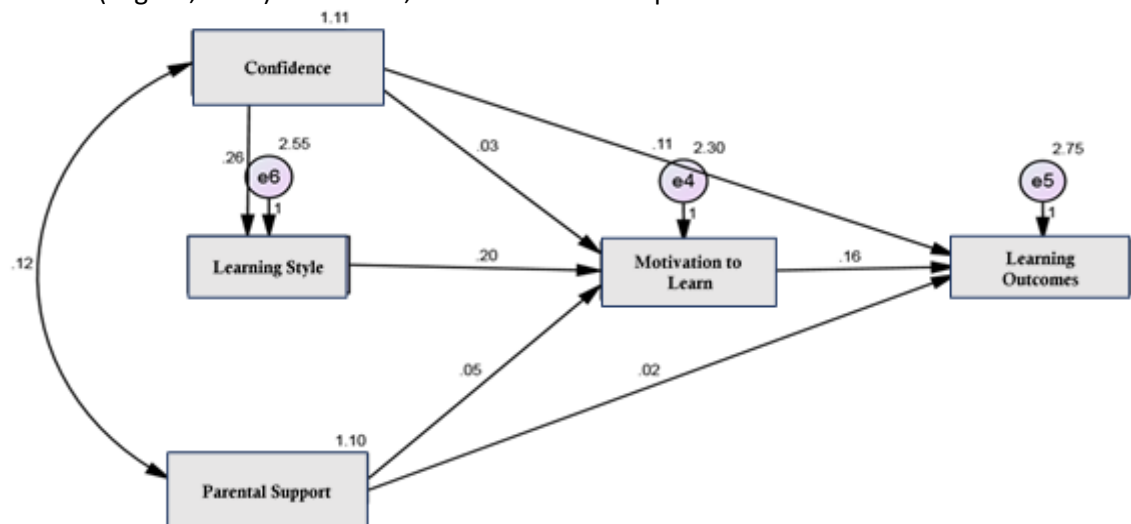 1.11
Confidence
.26
2.55
e6
1
.03
.11
2.30
e4
1
2.75
e5
1
.12
Learning Style
.20
Motivation to
Learn
.16
Learning
Outcomes
.05
.02
1.10
Parental Support